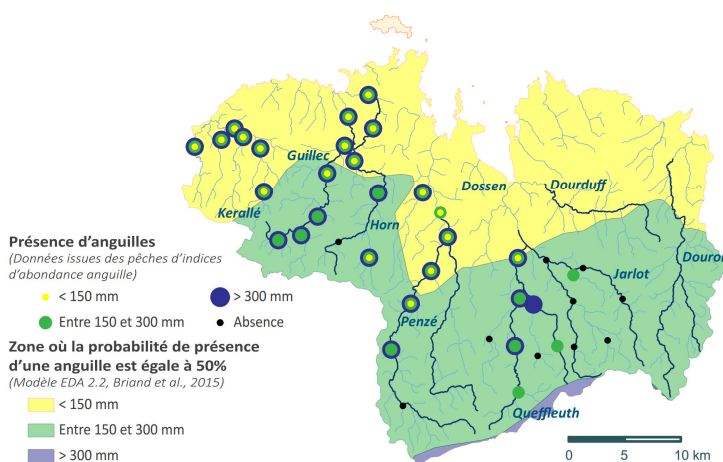 Guillec
Kerallé
Horn
Dossen
Dourduff
Jarlot
Douron
Penzé
Queffleuth
Présence d'anguilles
(Données issues des pêches d'indices
d'abondance anguille)
< 150 mm
> 300 mm
Entre 150 et 300 mm
Absence
Zone où la probabilité de présence
d'une anguille est égale à 50%
(Modèle EDA 2.2, Briand et al., 2015)
< 150 mm
Entre 150 et 300 mm
> 300 mm
0 5 10 km